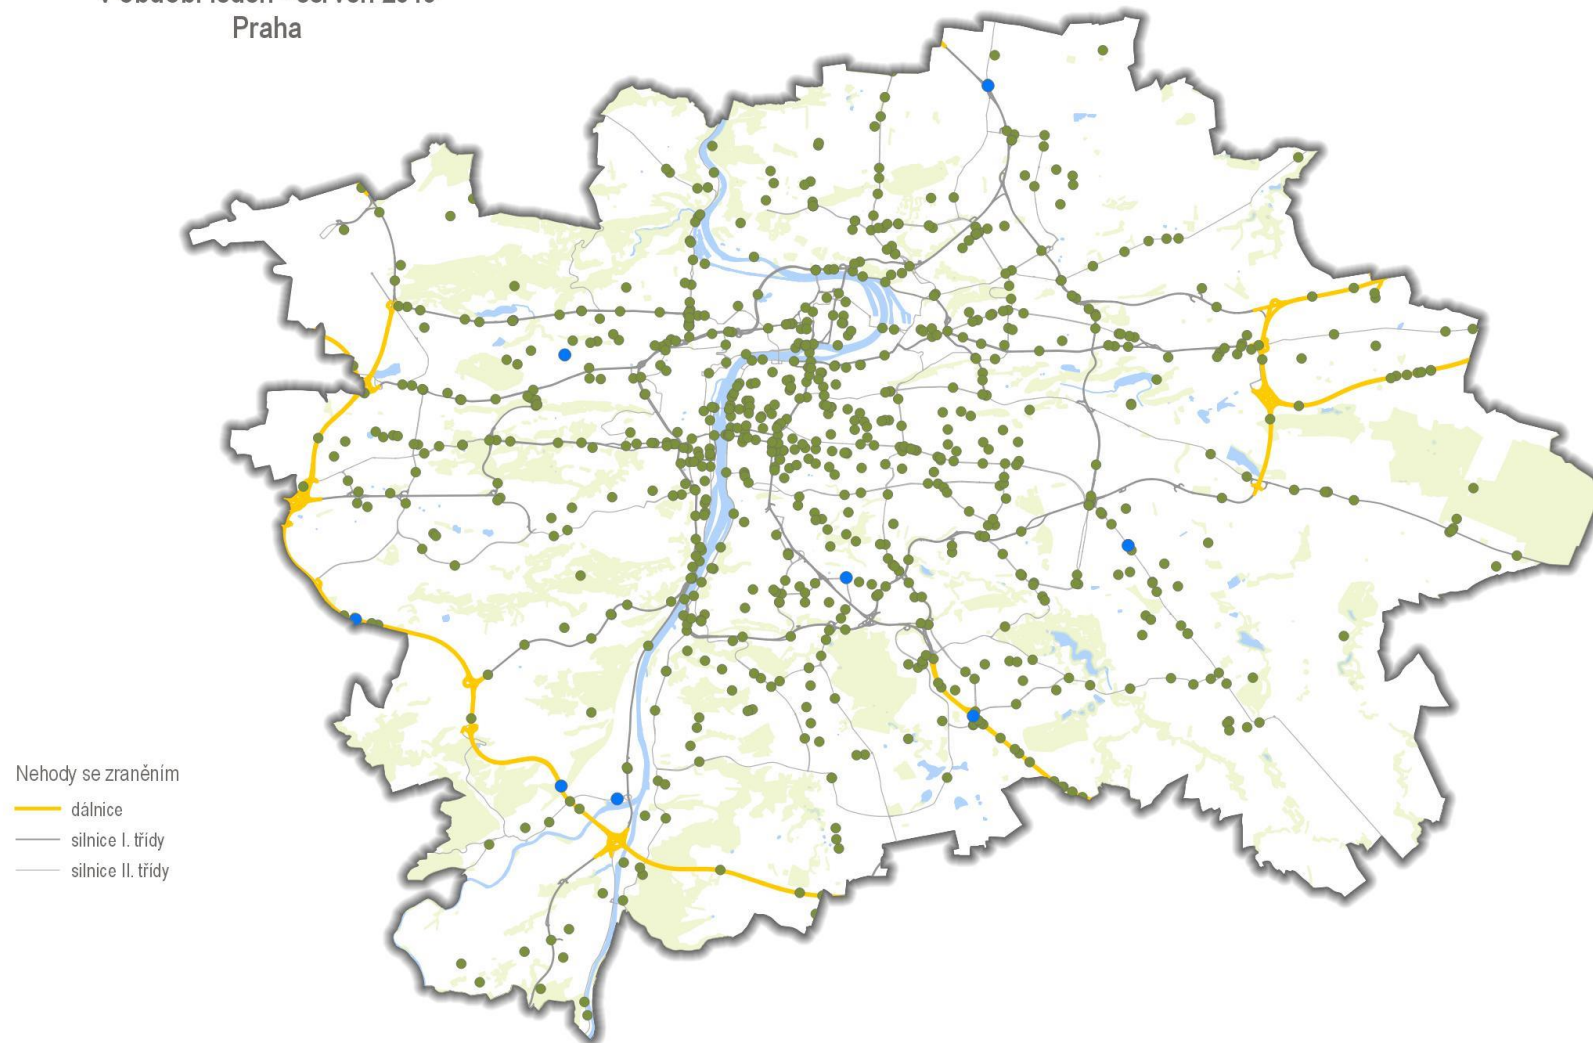 Praha
Nehody se zraněním
dálnice
silnice I. třídy
silnice II. třídy